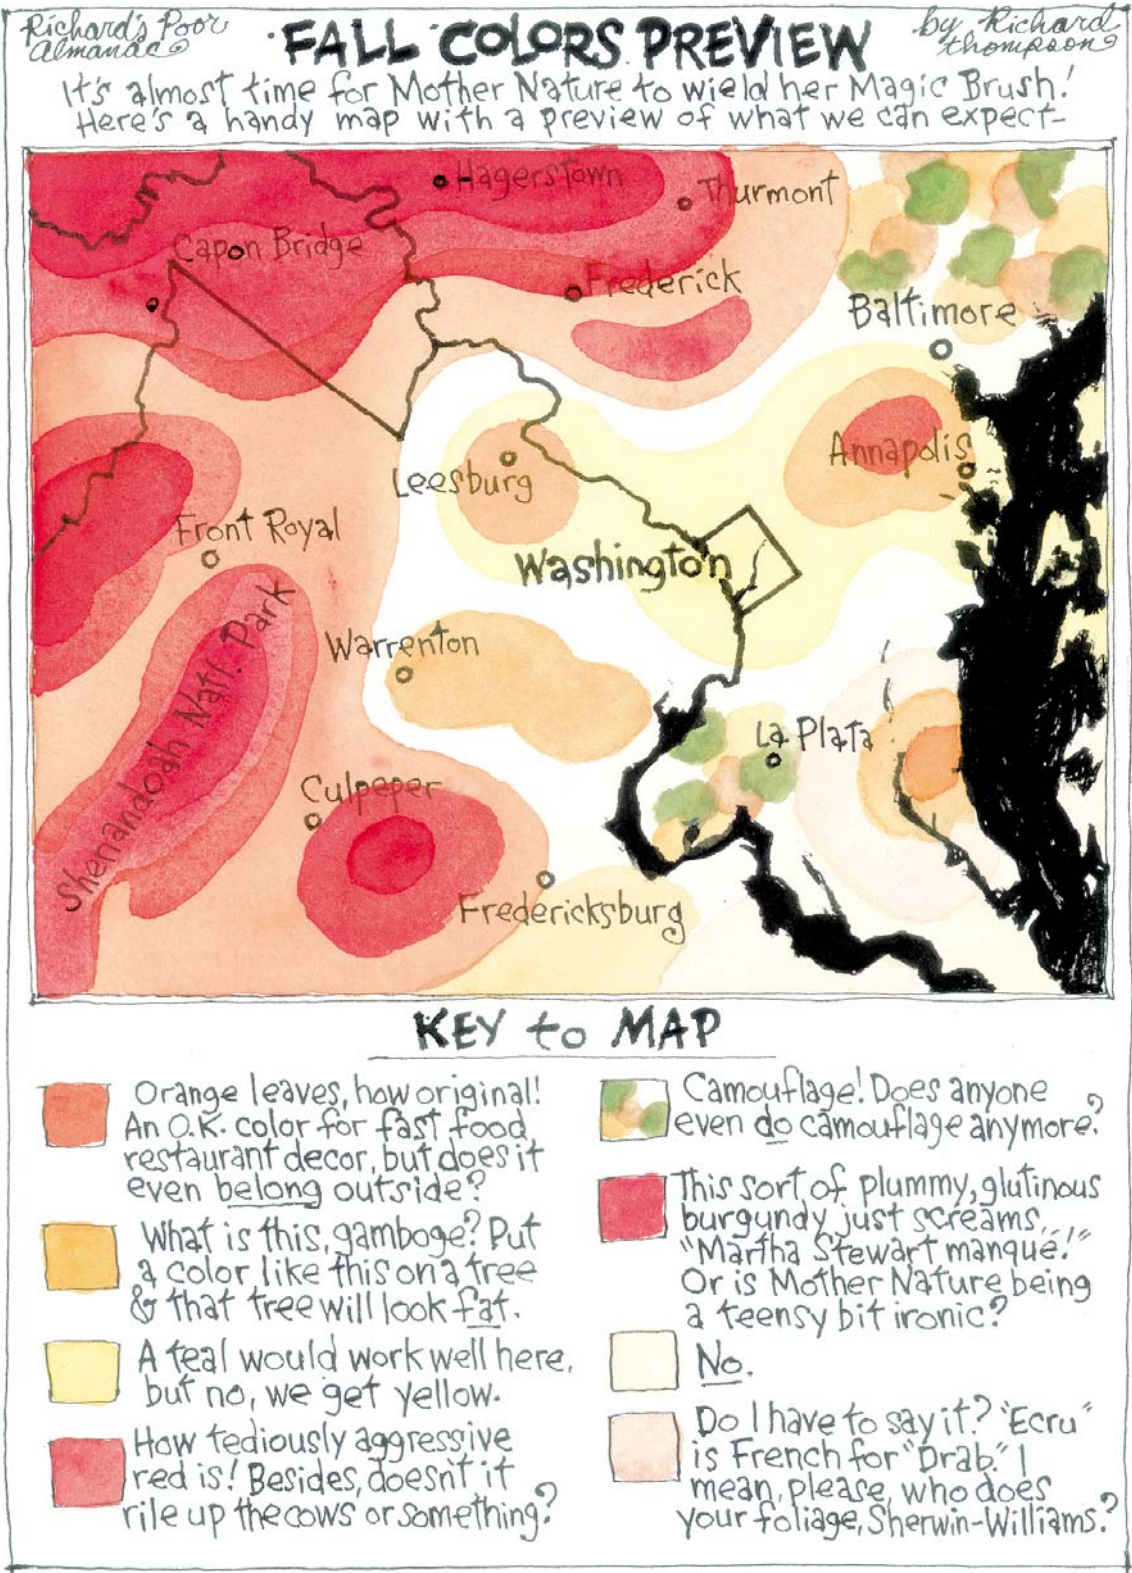 Richard's Poor
Almanac
FALL COLORS PREVIEW
by Richard
Thompson
It's almost time for Mother Nature to wield her Magic Brush!
Here's a handy map with a preview of what we can expect-
Hagerstown
Thurmont
Capon Bridge
Frederick
Baltimore
Annapolis
Leesburg
Front Royal
Washington
Warrenton
Shenandoah Natl. Park
La Plata
Culpeper
Fredericksburg
KEY to MAP
Orange leaves, how original!
An O.K. color for fast food
restaurant decor, but does it
even belong outside?
What is this, gamboge? Put
a color like this on a tree
& that tree will look fat.
A teal would work well here,
but no, we get yellow.
How tediously aggressive
red is! Besides, doesn't it
rile up the cows or something?
Camouflage! Does anyone
even do camouflage anymore?
This sort of plummy, glutinous
burgundy just screams
"Martha Stewart manqué!"
Or is Mother Nature being
a teensy bit ironic?
No.
Do I have to say it? "Ecru"
is French for "Drab." I
mean, please, who does
your foliage, Sherwin-Williams?